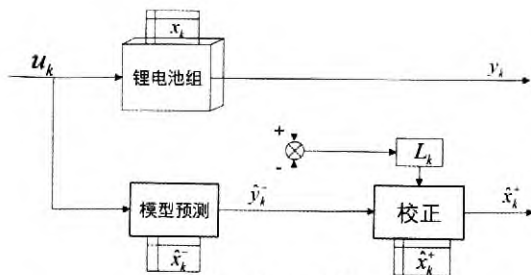 x_k
u_k
锂电池组
y_k
+
-
L_k
模型预测
ŷ_k^-
校正
x̂_k^+
x̂_k^-
x̂_k^+